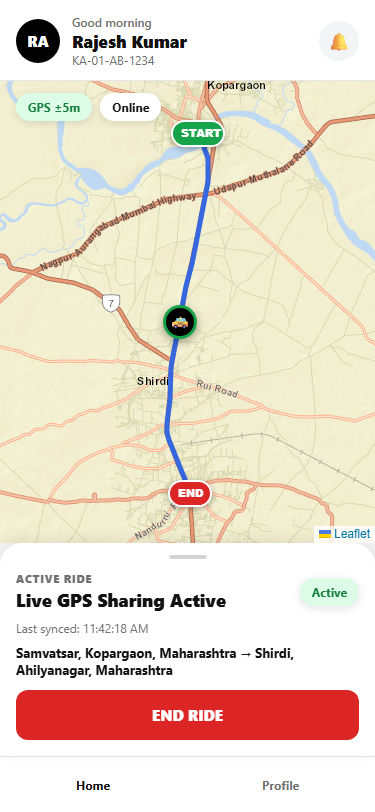 RA
Good morning
Rajesh Kumar
KA-01-AB-1234
Kopargaon
GPS ±5m
Online
START
Udapur-Muthalane Road
Nagpur-Aurangabad-Mumbai Highway
7
Shirdi
Rui Road
END
Leaflet
ACTIVE RIDE
Live GPS Sharing Active
Active
Last synced: 11:42:18 AM
Samvatsar, Kopargaon, Maharashtra → Shirdi,
Ahilyanagar, Maharashtra
END RIDE
Home
Profile